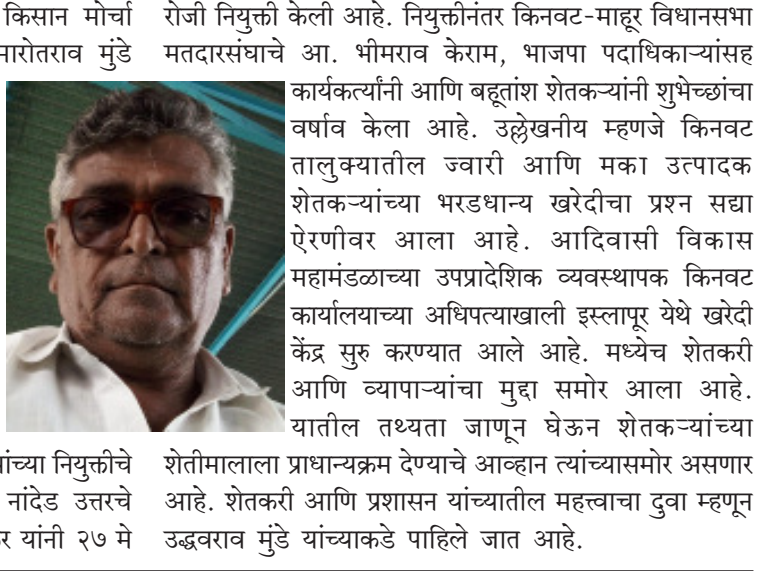 किसान मोर्चा
मारोतराव मुंडे
यांच्या नियुक्तीचे
नांदेड उत्तरचे
यांनी २७ मे
रोजी नियुक्ती केली आहे. नियुक्तीनंतर किनवट-माहूर विधानसभा
मतदारसंघाचे आ. भीमराव केराम, भाजपा पदाधिकाऱ्यांसह
कार्यकर्त्यांनी आणि बहूतांश शेतकऱ्यांनी शुभेच्छांचा
वर्षाव केला आहे. उल्लेखनीय म्हणजे किनवट
तालुक्यातील ज्वारी आणि मका उत्पादक
शेतकऱ्यांच्या भरडधान्य खरेदीचा प्रश्न सद्या
ऐरणीवर आला आहे. आदिवासी विकास
महामंडळाच्या उपप्रादेशिक व्यवस्थापक किनवट
कार्यालयाच्या अधिपत्याखाली इस्लापूर येथे खरेदी
केंद्र सुरु करण्यात आले आहे. मध्येच शेतकरी
आणि व्यापाऱ्यांचा मुद्दा समोर आला आहे.
यातील तथ्यता जाणून घेऊन शेतकऱ्यांच्या
शेतीमालाला प्राधान्यक्रम देण्याचे आव्हान त्यांच्यासमोर असणार
आहे. शेतकरी आणि प्रशासन यांच्यातील महत्त्वाचा दुवा म्हणून
उद्धवराव मुंडे यांच्याकडे पाहिले जात आहे.